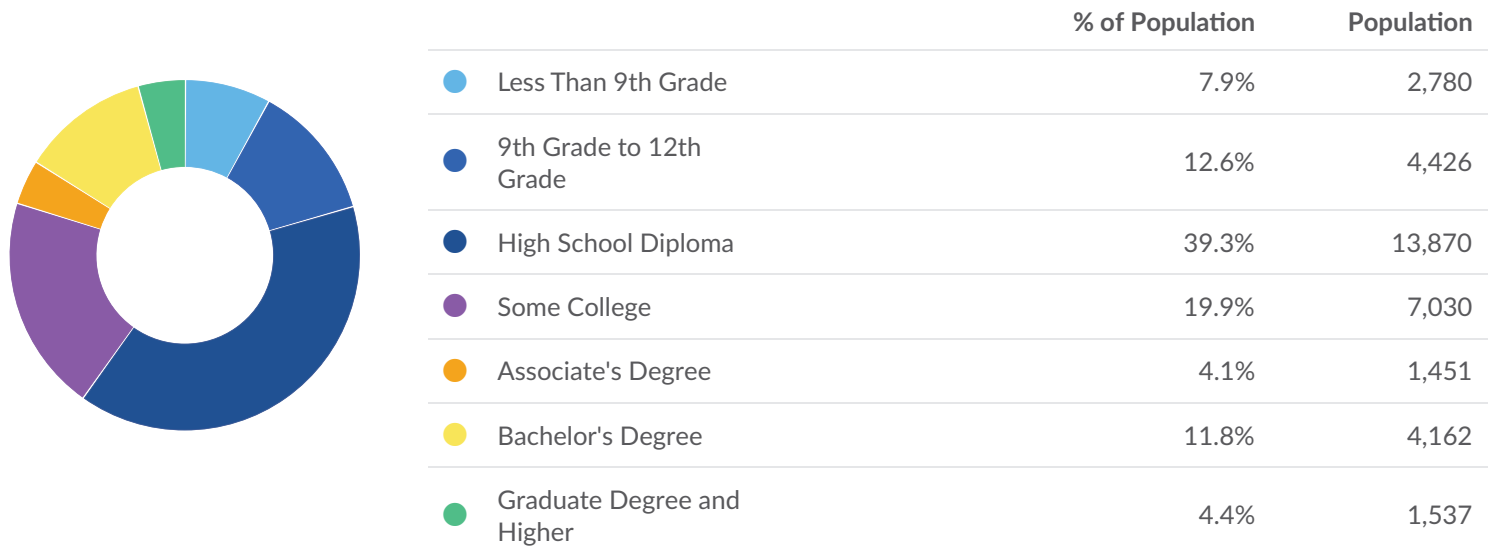 % of Population Population
Less Than 9th Grade 7.9% 2,780
9th Grade to 12th
Grade 12.6% 4,426
High School Diploma 39.3% 13,870
Some College 19.9% 7,030
Associate's Degree 4.1% 1,451
Bachelor's Degree 11.8% 4,162
Graduate Degree and
Higher 4.4% 1,537